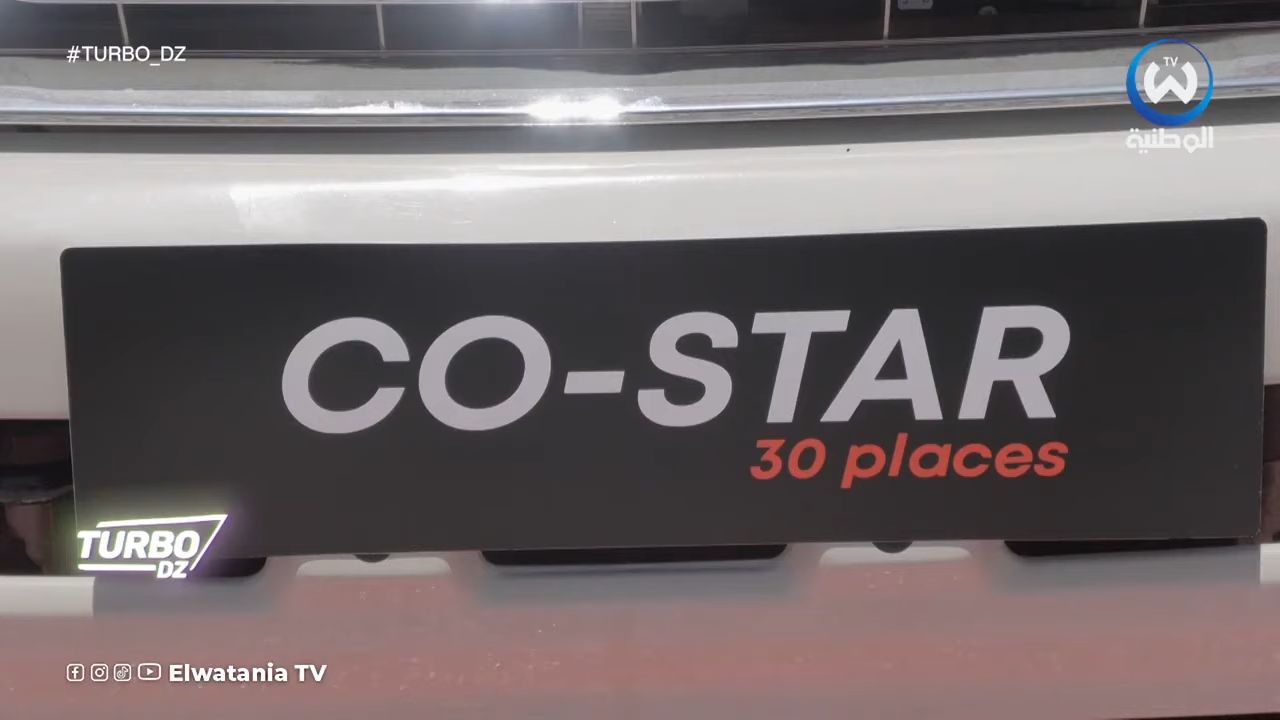 #TURBO_DZ
TV
W
الوطنية
CO-STAR
30 places
TURBO
DZ
Elwatania TV